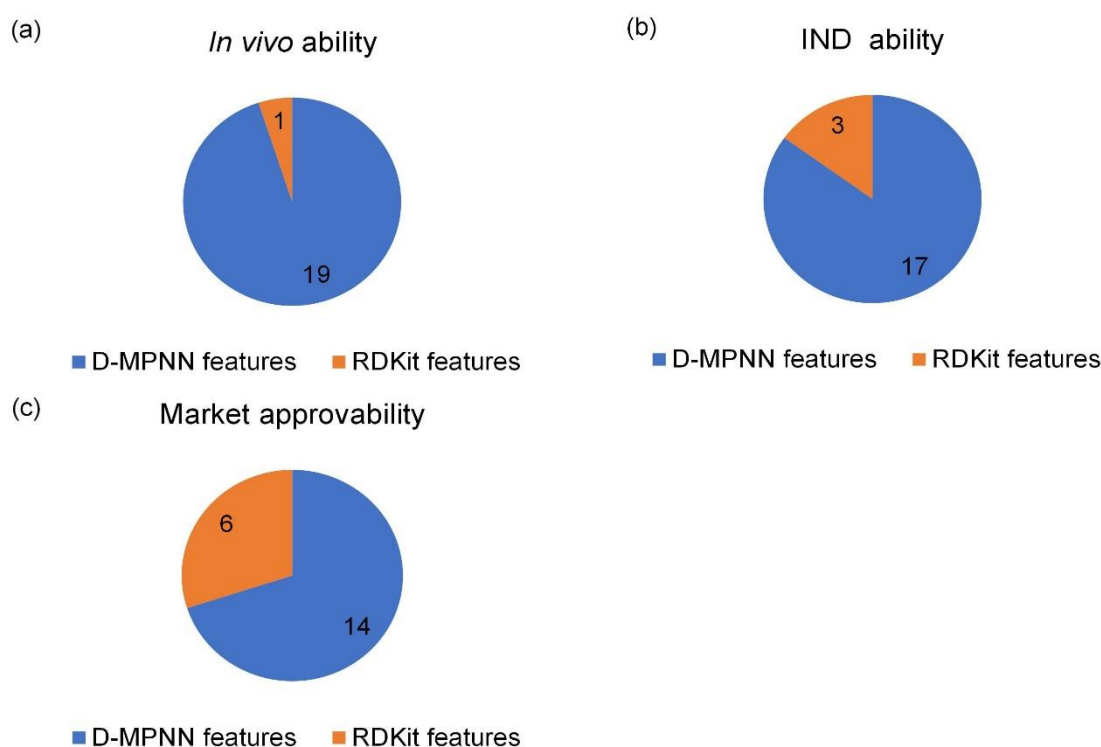 (a)
In vivo ability
1
19
D-MPNN features RDKit features
(b)
IND ability
3
17
D-MPNN features RDKit features
(c)
Market approvability
6
14
D-MPNN features RDKit features